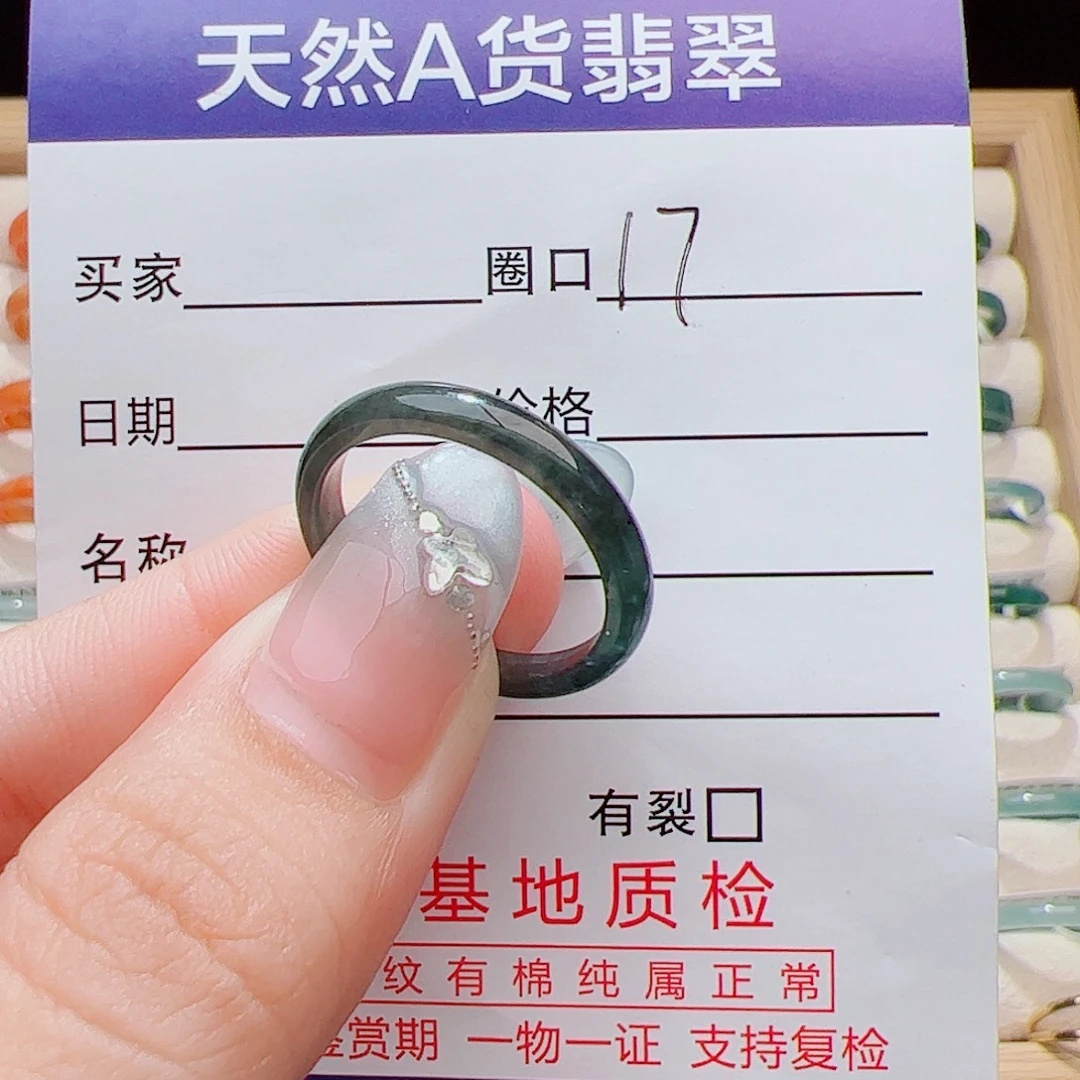 天然A货翡翠
买家 圈口 17
日期 价格
名称
有裂
基地质检
纹有棉纯属正常
鉴赏期 一物一证 支持复检